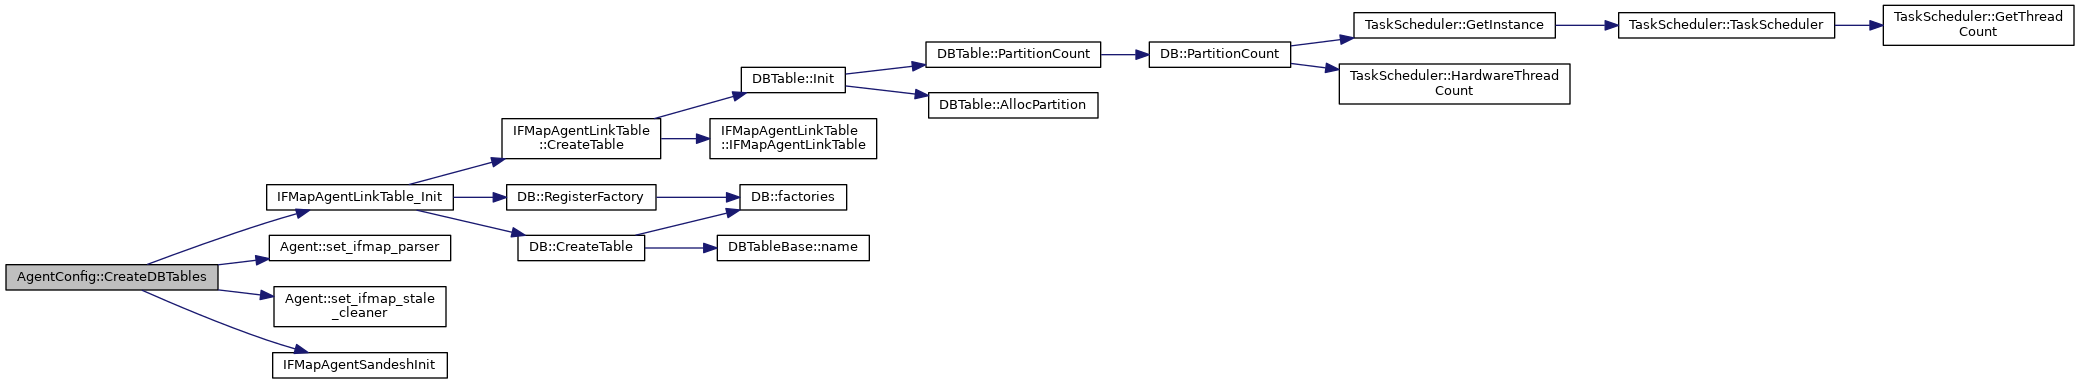 AgentConfig::CreateDBTables
IFMapAgentLinkTable_Init
Agent::set_ifmap_parser
Agent::set_ifmap_stale
_cleaner
IFMapAgentSandeshInit
IFMapAgentLinkTable
::CreateTable
DB::RegisterFactory
DB::CreateTable
DBTable::Init
IFMapAgentLinkTable
::IFMapAgentLinkTable
DB::factories
DBTableBase::name
DBTable::PartitionCount
DBTable::AllocPartition
DB::PartitionCount
TaskScheduler::GetInstance
TaskScheduler::HardwareThread
Count
TaskScheduler::TaskScheduler
TaskScheduler::GetThread
Count